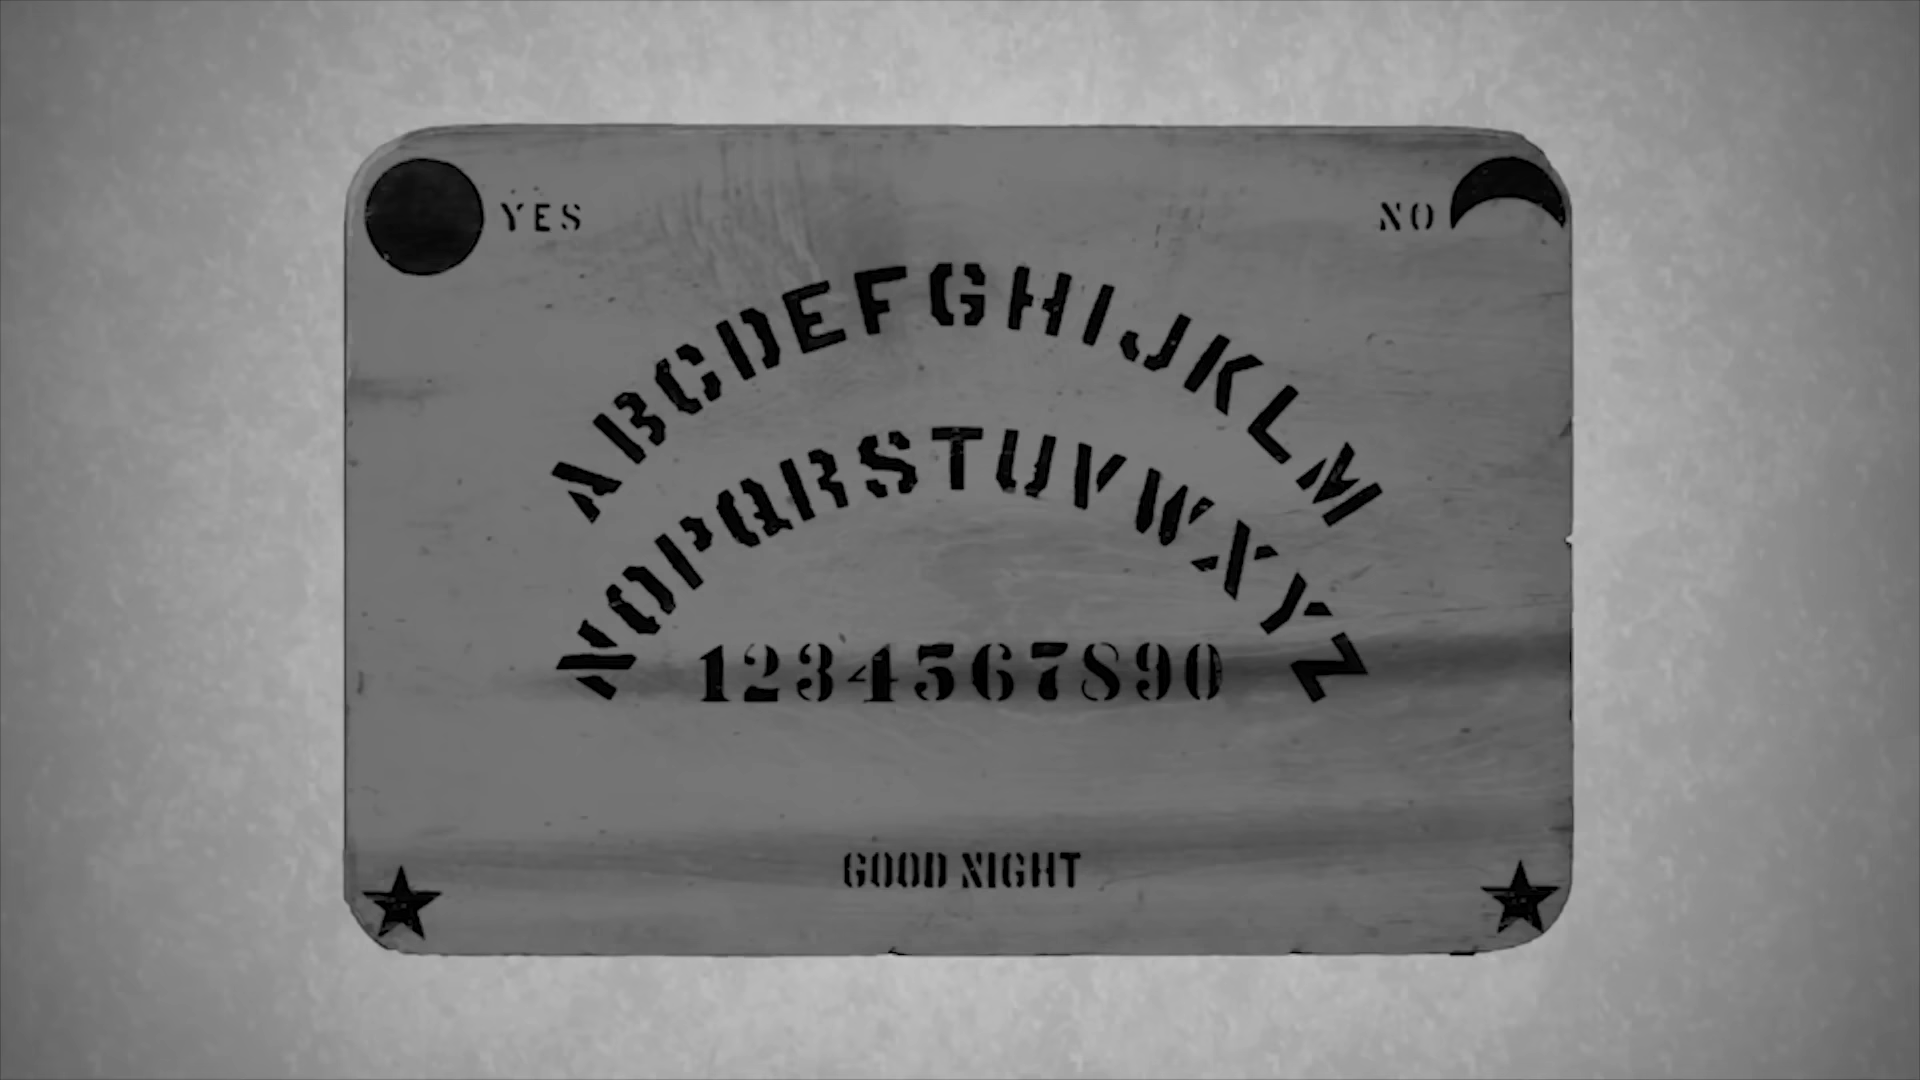 YES NO
ABCDEFGHIJKLM
NOPQRSTUVWXYZ
1234567890
GOOD NIGHT